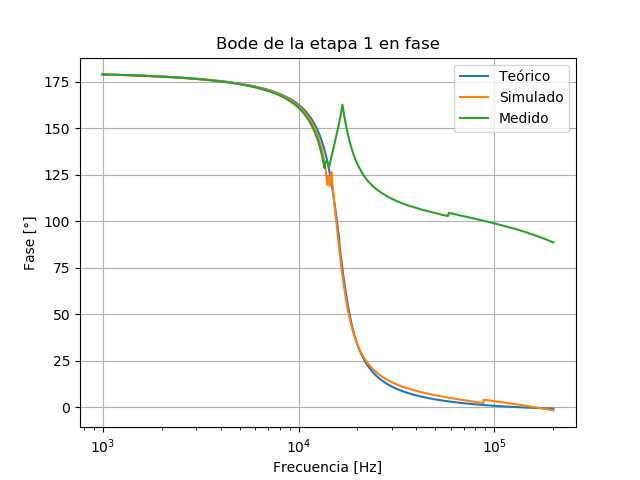 Bode de la etapa 1 en fase
Teórico
Simulado
Medido
Fase [°]
175
150
125
100
75
50
25
0
10³
10⁴
10⁵
Frecuencia [Hz]